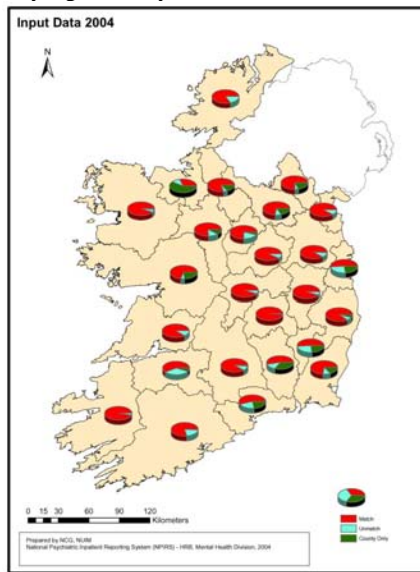 Input Data 2004
N
Match
Unmatch
County Only
0 15 30 60 90 120
Kilometers
Prepared by NCG, NUIM
National Psychiatric Inpatient Reporting System (NPIRS) - HRB, Mental Health Division, 2004